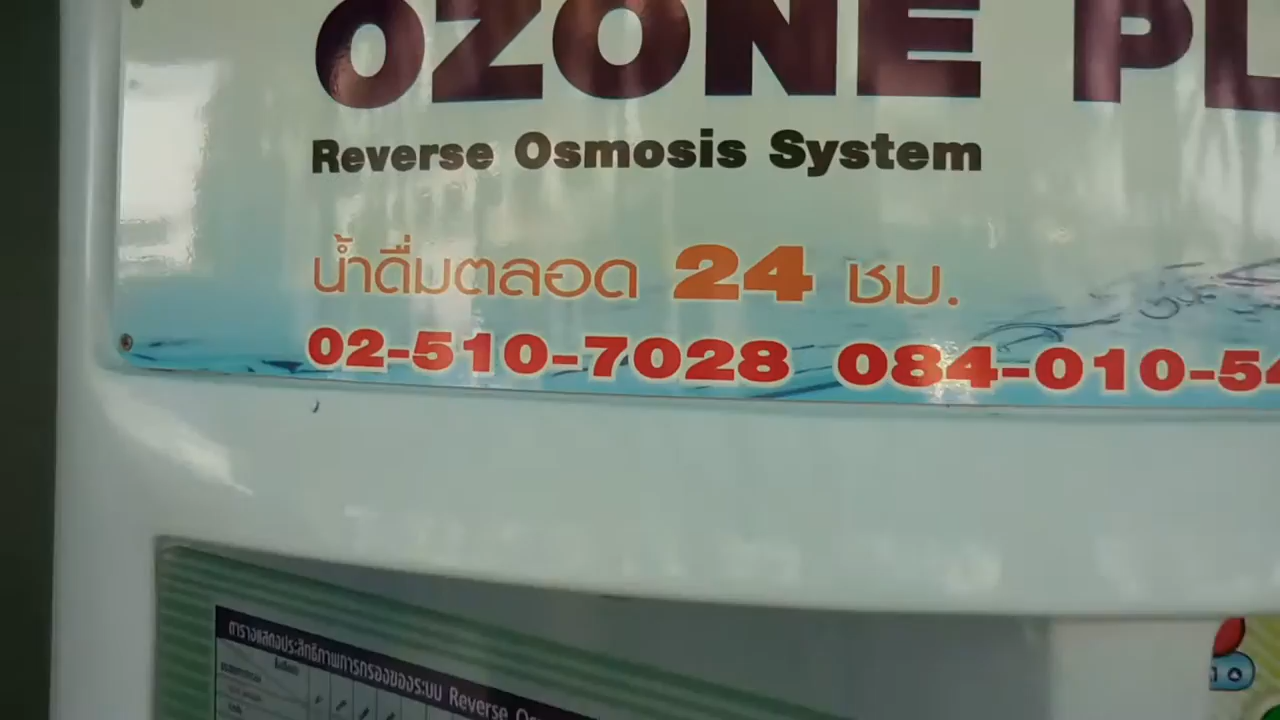 OZONE PL
Reverse Osmosis System
น้ำดื่มตลอด 24 ชม.
02-510-7028 084-010-54
ตารางแสดงประสิทธิภาพการกรองของระบบ Reverse Os
10